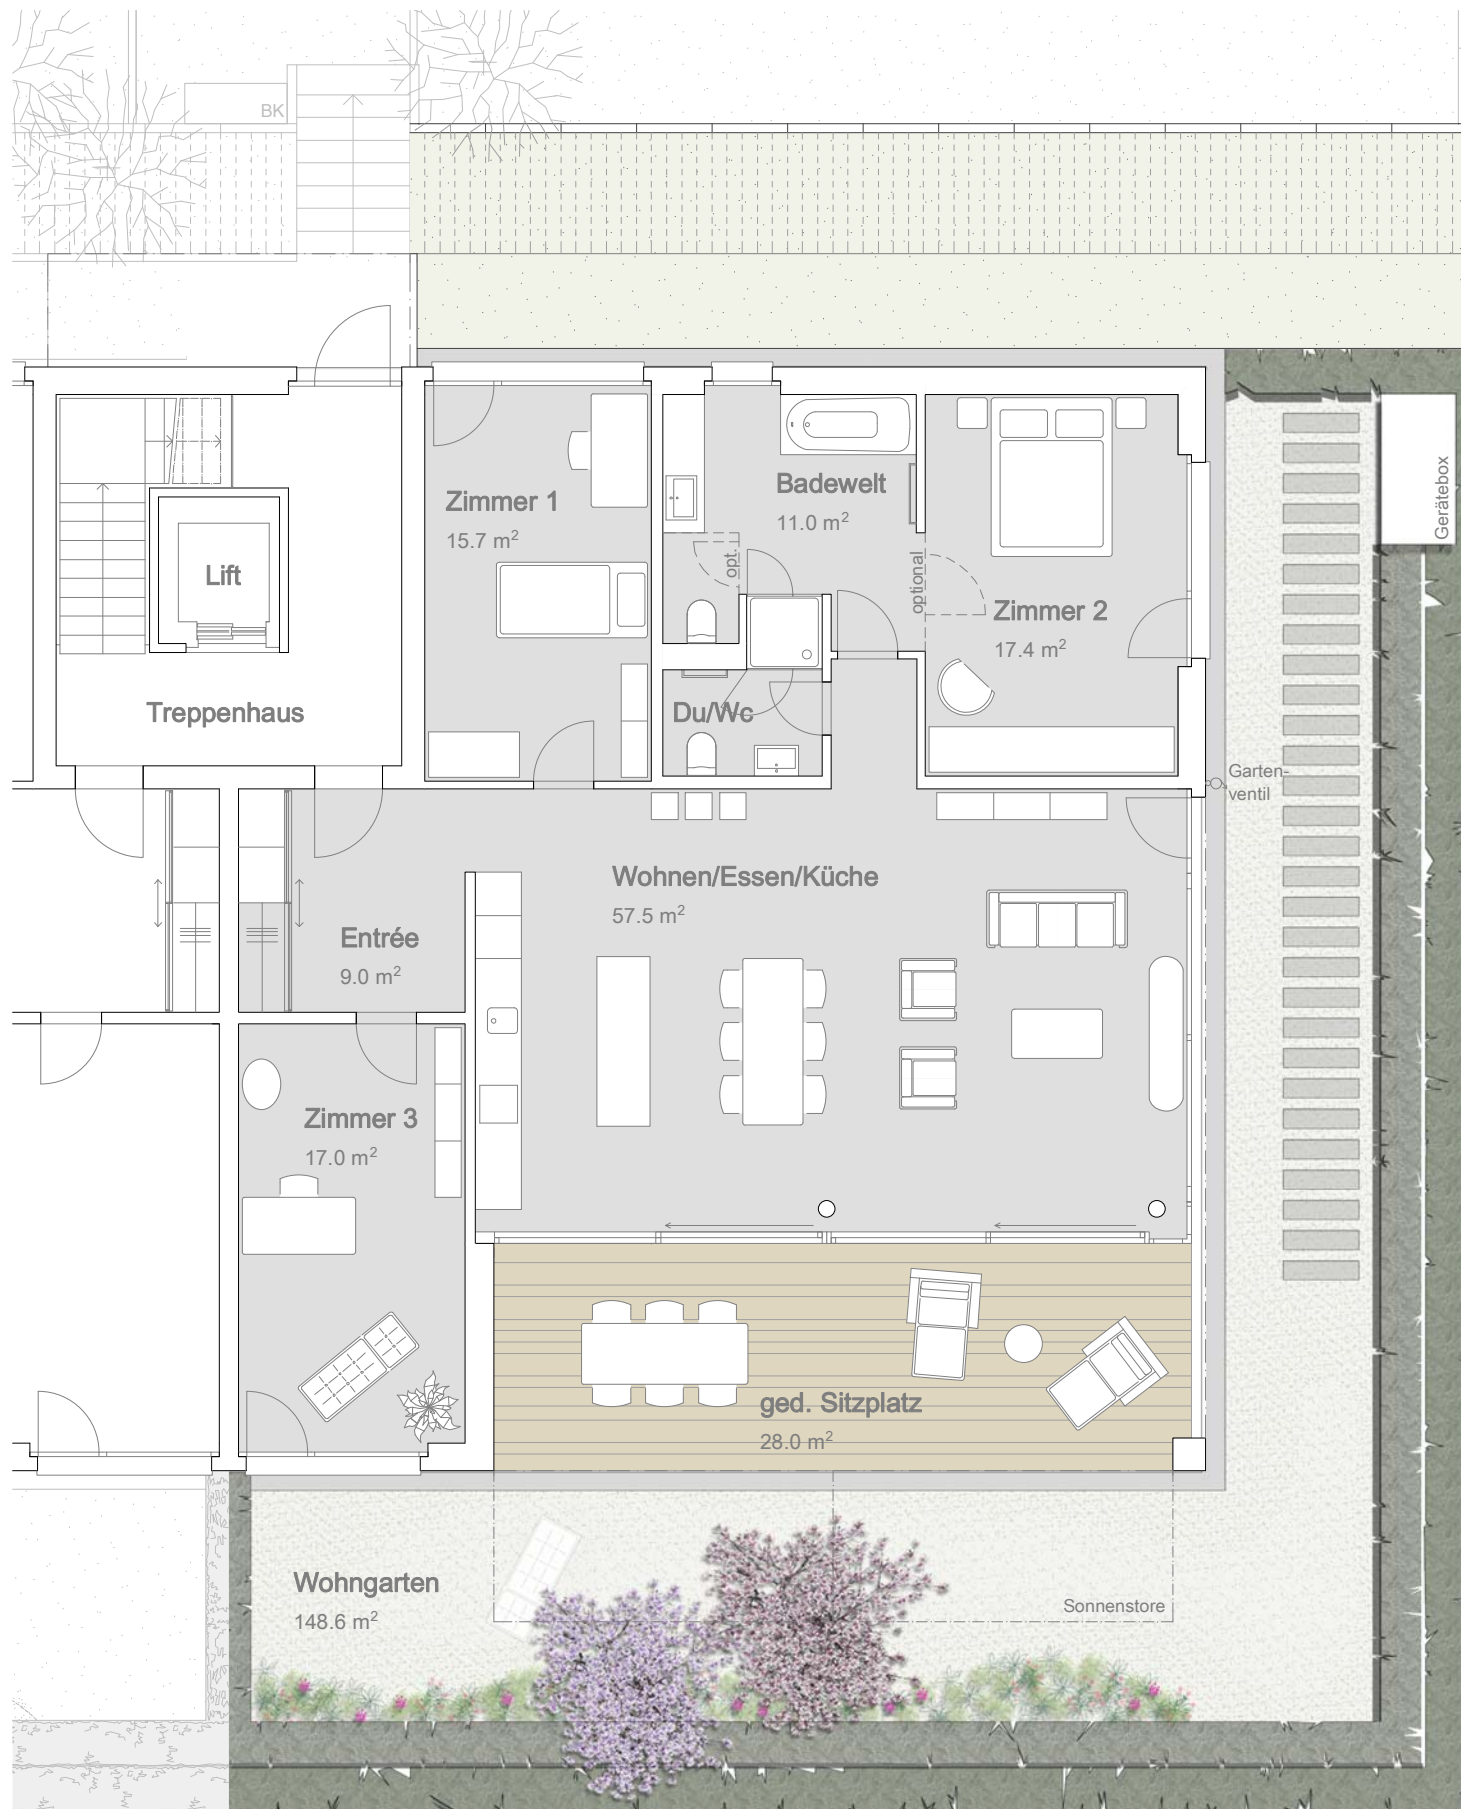 BK
Gerätebox
Zimmer 1
15.7 m²
Badewelt
11.0 m²
opt.
optional
Lift
Zimmer 2
17.4 m²
Treppenhaus
Du/Wc
Garten-
ventil
Wohnen/Essen/Küche
57.5 m²
Entrée
9.0 m²
Zimmer 3
17.0 m²
ged. Sitzplatz
28.0 m²
Wohngarten
148.6 m²
Sonnenstore